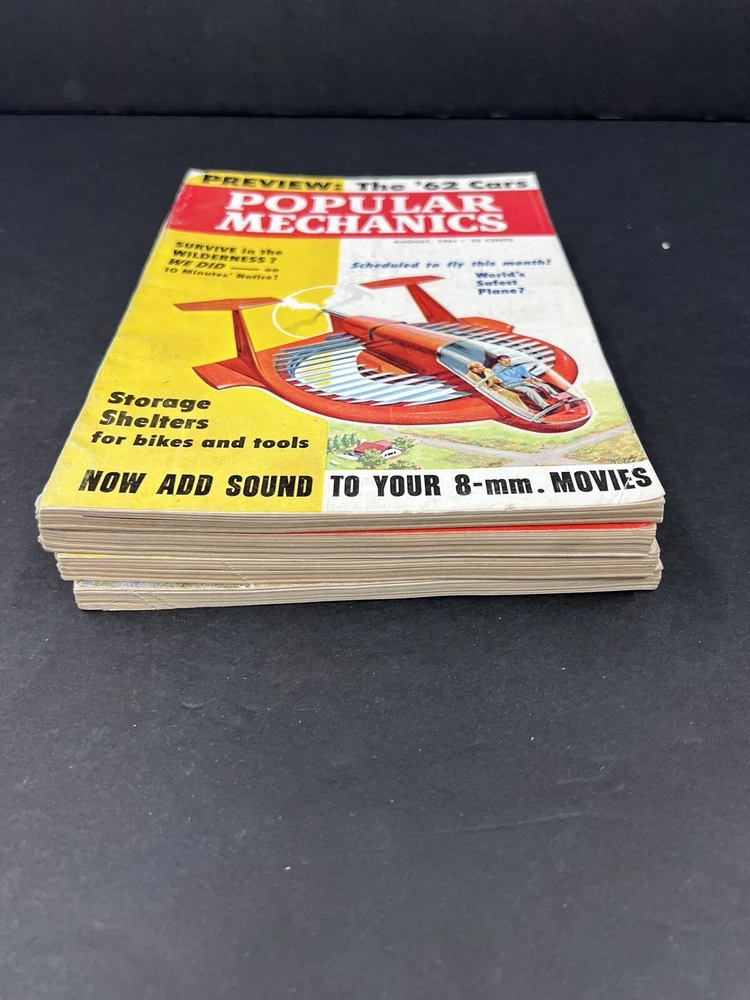 PREVIEW: The '62 Cars
POPULAR
MECHANICS
AUGUST, 1961 • 35 CENTS
SURVIVE in the
WILDERNESS?
WE DID — on
10 Minutes' Notice!
Scheduled to fly this month!
World's
Safest
Plane?
Storage
Shelters
for bikes and tools
NOW ADD SOUND TO YOUR 8-mm. MOVIES